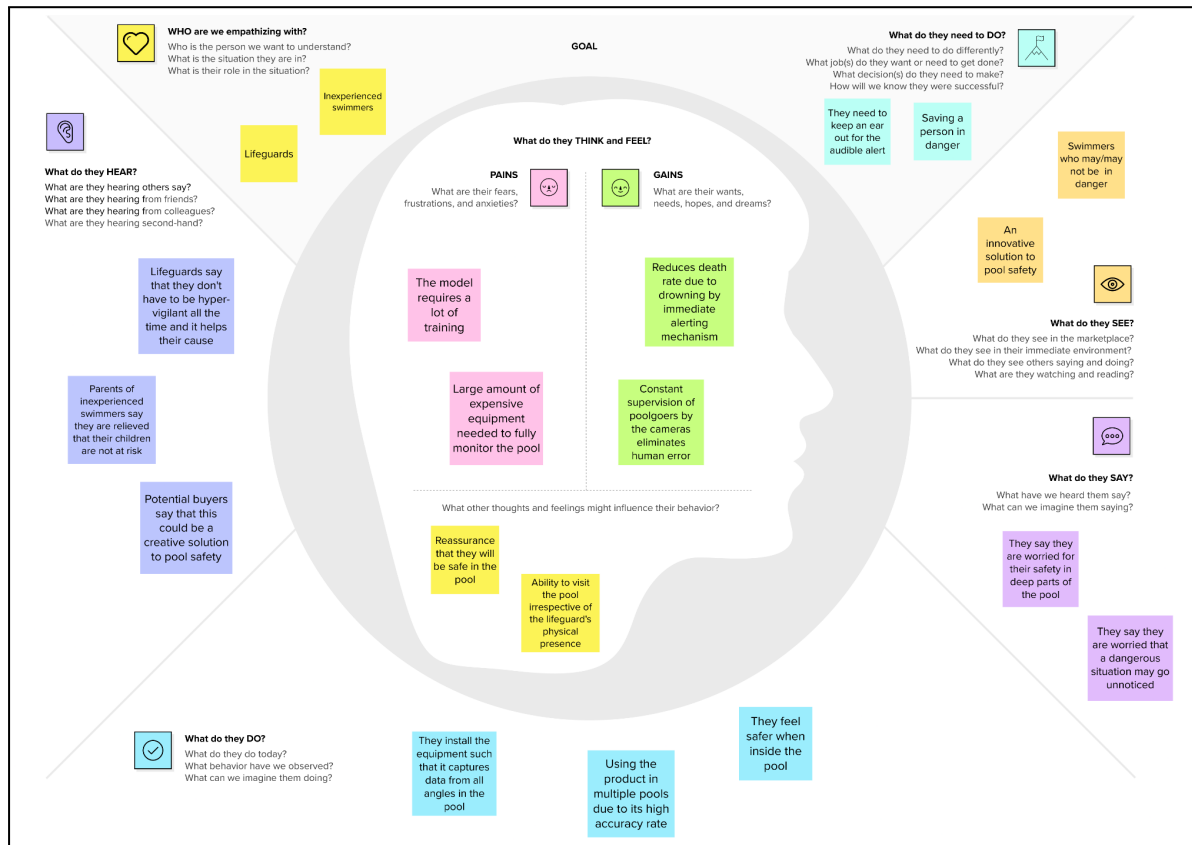 WHO are we empathizing with?
Who is the person we want to understand?
What is the situation they are in?
What is their role in the situation?
Inexperienced
swimmers
Lifeguards
GOAL
What do they need to DO?
What do they need to do differently?
What job(s) do they want or need to get done?
What decision(s) do they need to make?
How will we know they were successful?
They need to
keep an ear
out for the
audible alert
Saving a
person in
danger
What do they HEAR?
What are they hearing others say?
What are they hearing from friends?
What are they hearing from colleagues?
What are they hearing second-hand?
Lifeguards say
that they don't
have to be hyper-
vigilant all the
time and it helps
their cause
Parents of
inexperienced
swimmers say
they are relieved
that their children
are not at risk
Potential buyers
say that this
could be a
creative solution
to pool safety
What do they THINK and FEEL?
PAINS
What are their fears,
frustrations, and anxieties?
The model
requires a
lot of
training
Large amount of
expensive
equipment
needed to fully
monitor the pool
GAINS
What are their wants,
needs, hopes, and dreams?
Reduces death
rate due to
drowning by
immediate
alerting
mechanism
Constant
supervision of
poolgoers by
the cameras
eliminates
human error
What other thoughts and feelings might influence their behavior?
Reassurance
that they will
be safe in the
pool
Ability to visit
the pool
irrespective of
the lifeguard's
physical
presence
Swimmers
who may/may
not be in
danger
An
innovative
solution to
pool safety
What do they SEE?
What do they see in the marketplace?
What do they see in their immediate environment?
What do they see others saying and doing?
What are they watching and reading?
What do they SAY?
What have we heard them say?
What can we imagine them saying?
They say they
are worried for
their safety in
deep parts of
the pool
They say they
are worried that
a dangerous
situation may go
unnoticed
What do they DO?
What do they do today?
What behavior have we observed?
What can we imagine them doing?
They install the
equipment such
that it captures
data from all
angles in the
pool
Using the
product in
multiple pools
due to its high
accuracy rate
They feel
safer when
inside the
pool